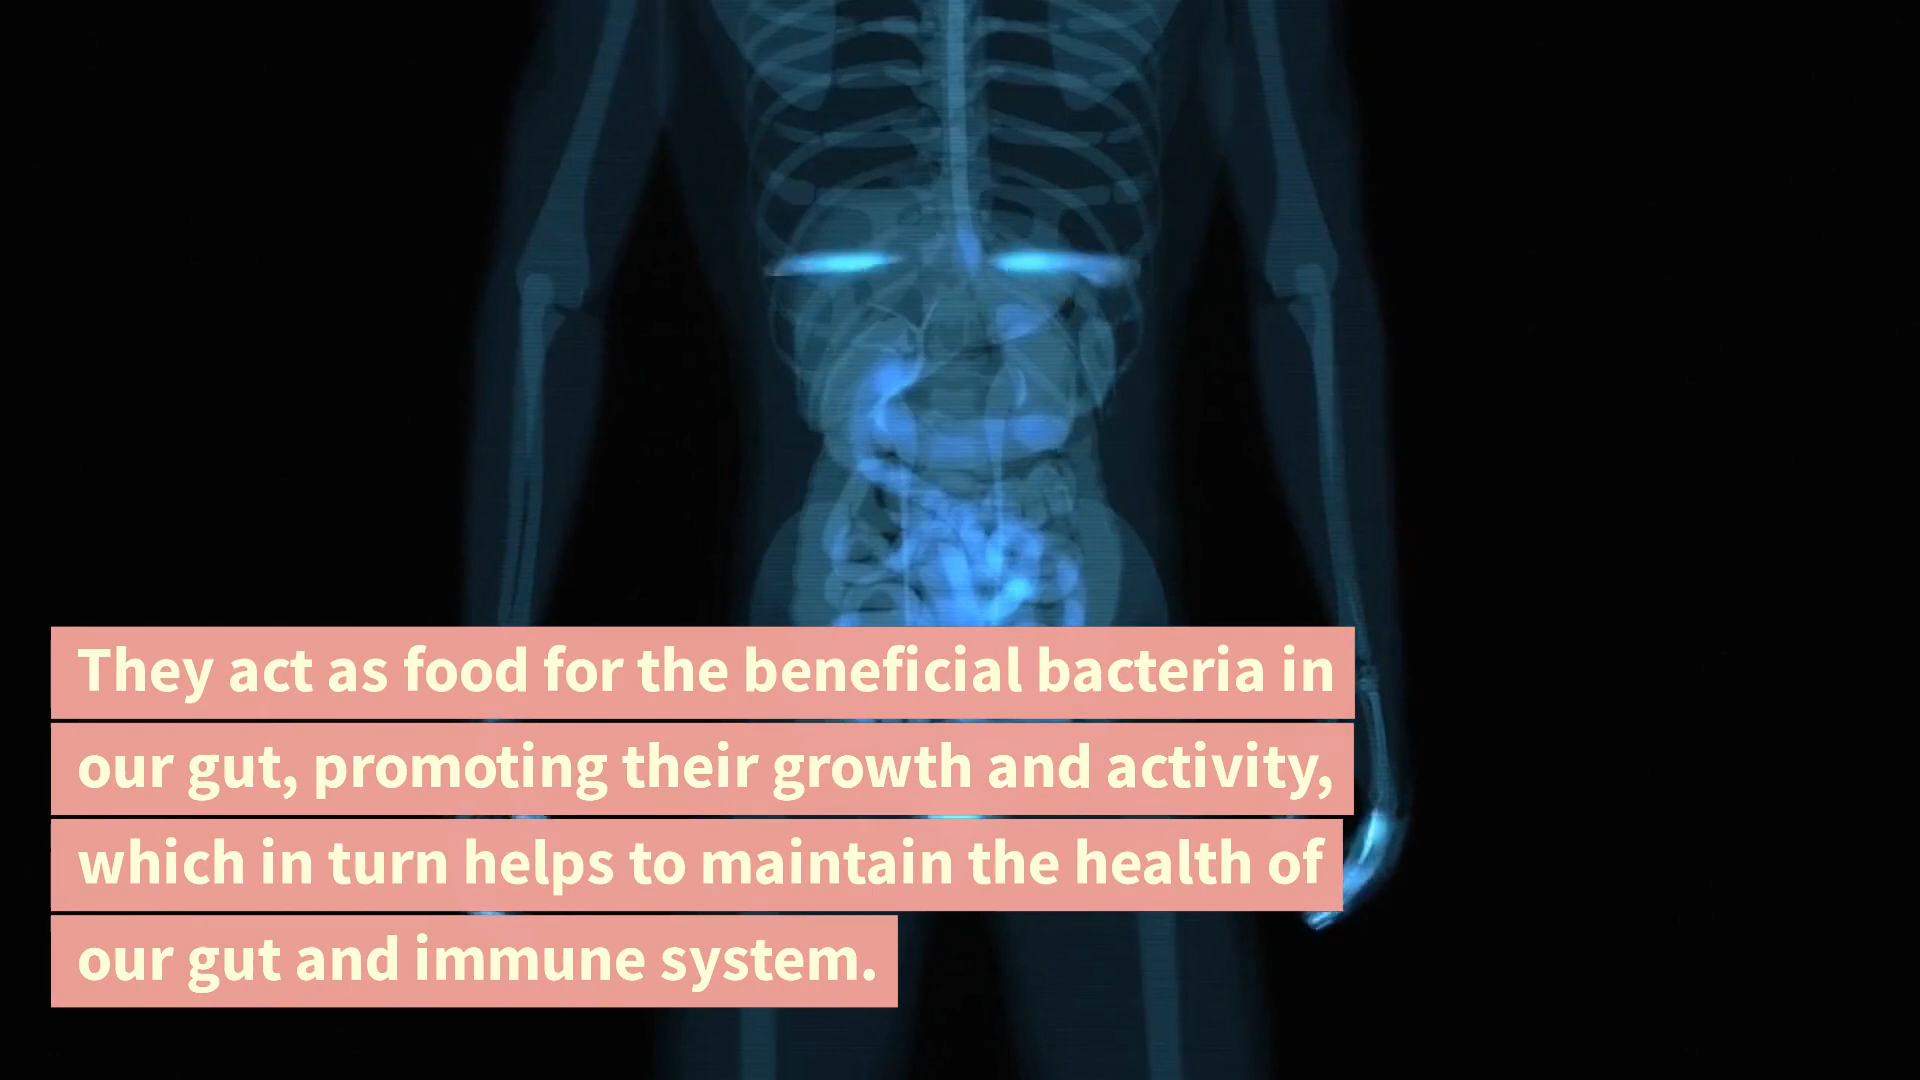 They act as food for the beneficial bacteria in
our gut, promoting their growth and activity,
which in turn helps to maintain the health of
our gut and immune system.